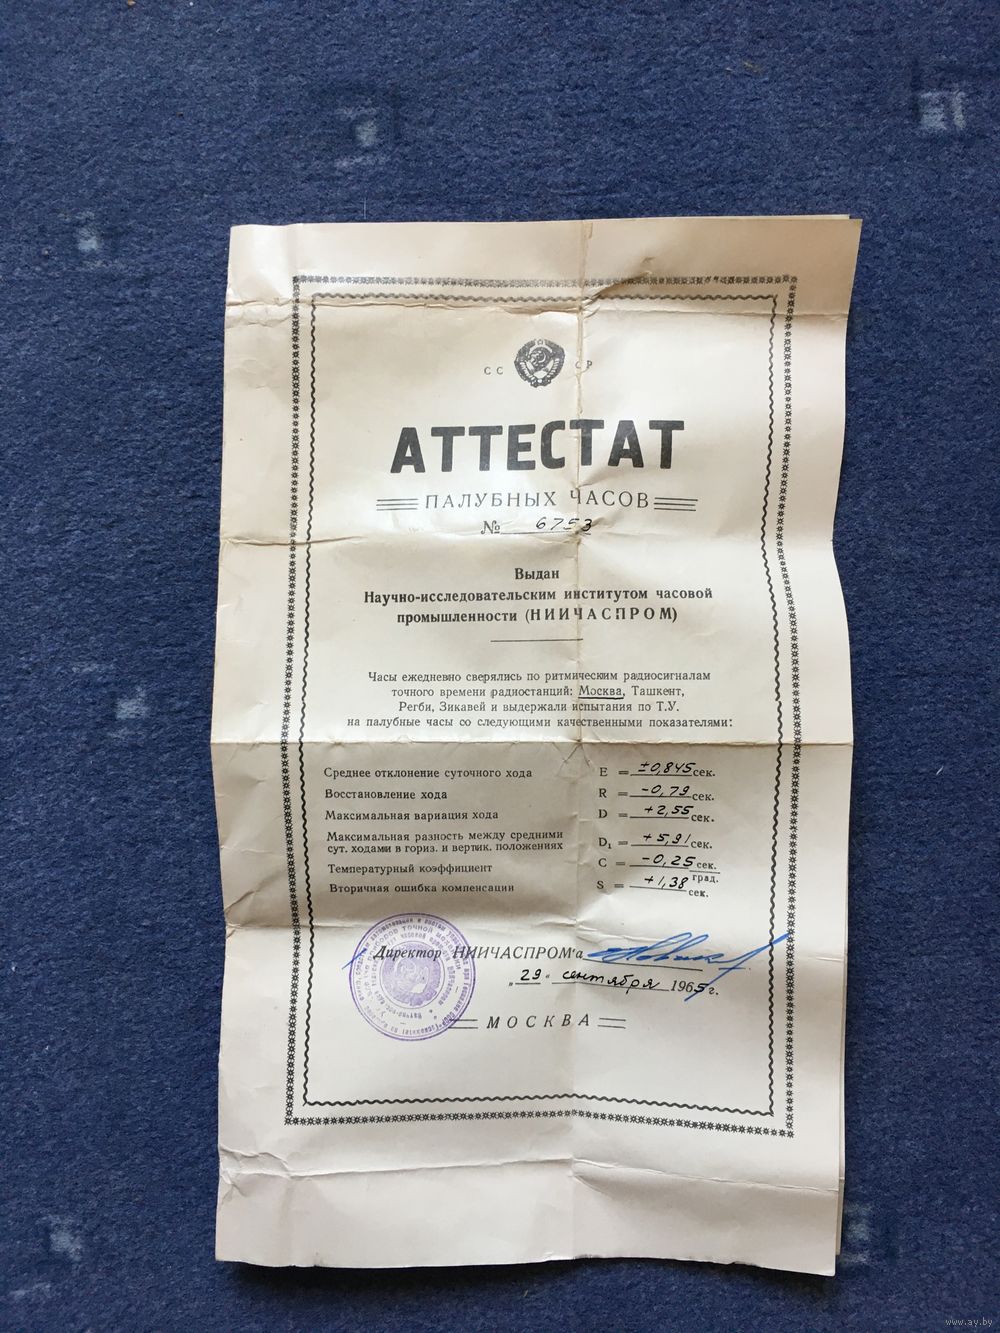 СС СР
АТТЕСТАТ
ПАЛУБНЫХ ЧАСОВ
№ 6753
Выдан
Научно-исследовательским институтом часовой
промышленности (НИИЧАСПРОМ)
Часы ежедневно сверялись по ритмическим радиосигналам
точного времени радиостанций: Москва, Ташкент,
Регби, Зикавей и выдержали испытания по Т.У.
на палубные часы со следующими качественными показателями:
Среднее отклонение суточного хода E = ±0,845 сек.
Восстановление хода R = -0,79 сек.
Максимальная вариация хода D = +2,55 сек.
Максимальная разность между средними
сут. ходами в гориз. и вертик. положениях D₁ = +5,91 сек.
Температурный коэффициент C = -0,25 сек.
град.
Вторичная ошибка компенсации S = +1,38 сек.
Директор НИИЧАСПРОМ'а
„29" сентября 1965 г.
МОСКВА
www.ay.by